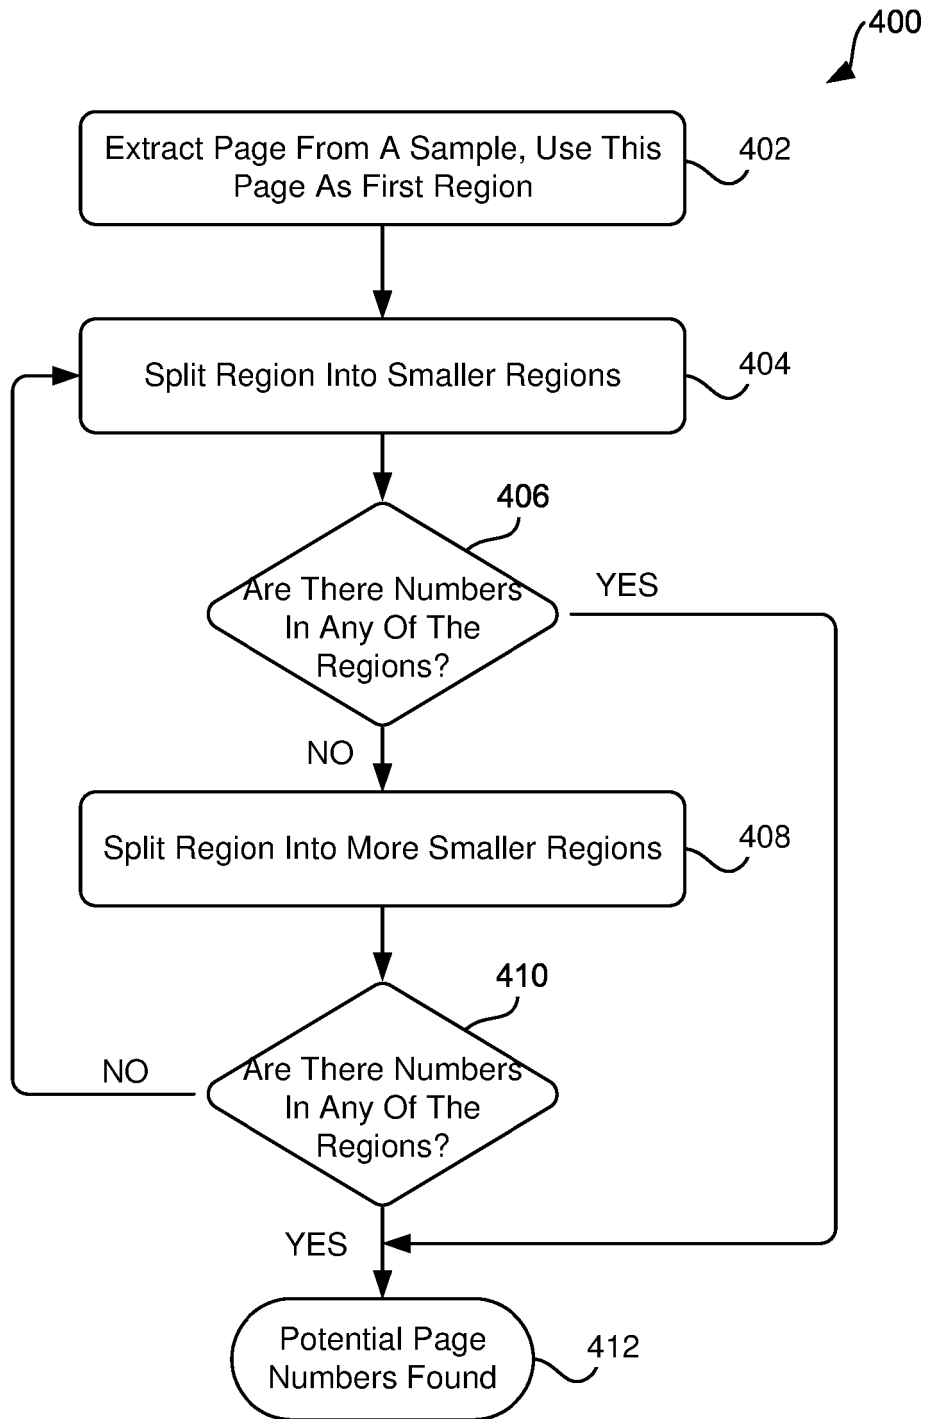 400
Extract Page From A Sample, Use This
Page As First Region
402
Split Region Into Smaller Regions
404
406
Are There Numbers
In Any Of The
Regions?
YES
NO
Split Region Into More Smaller Regions
408
410
Are There Numbers
In Any Of The
Regions?
NO
YES
Potential Page
Numbers Found
412